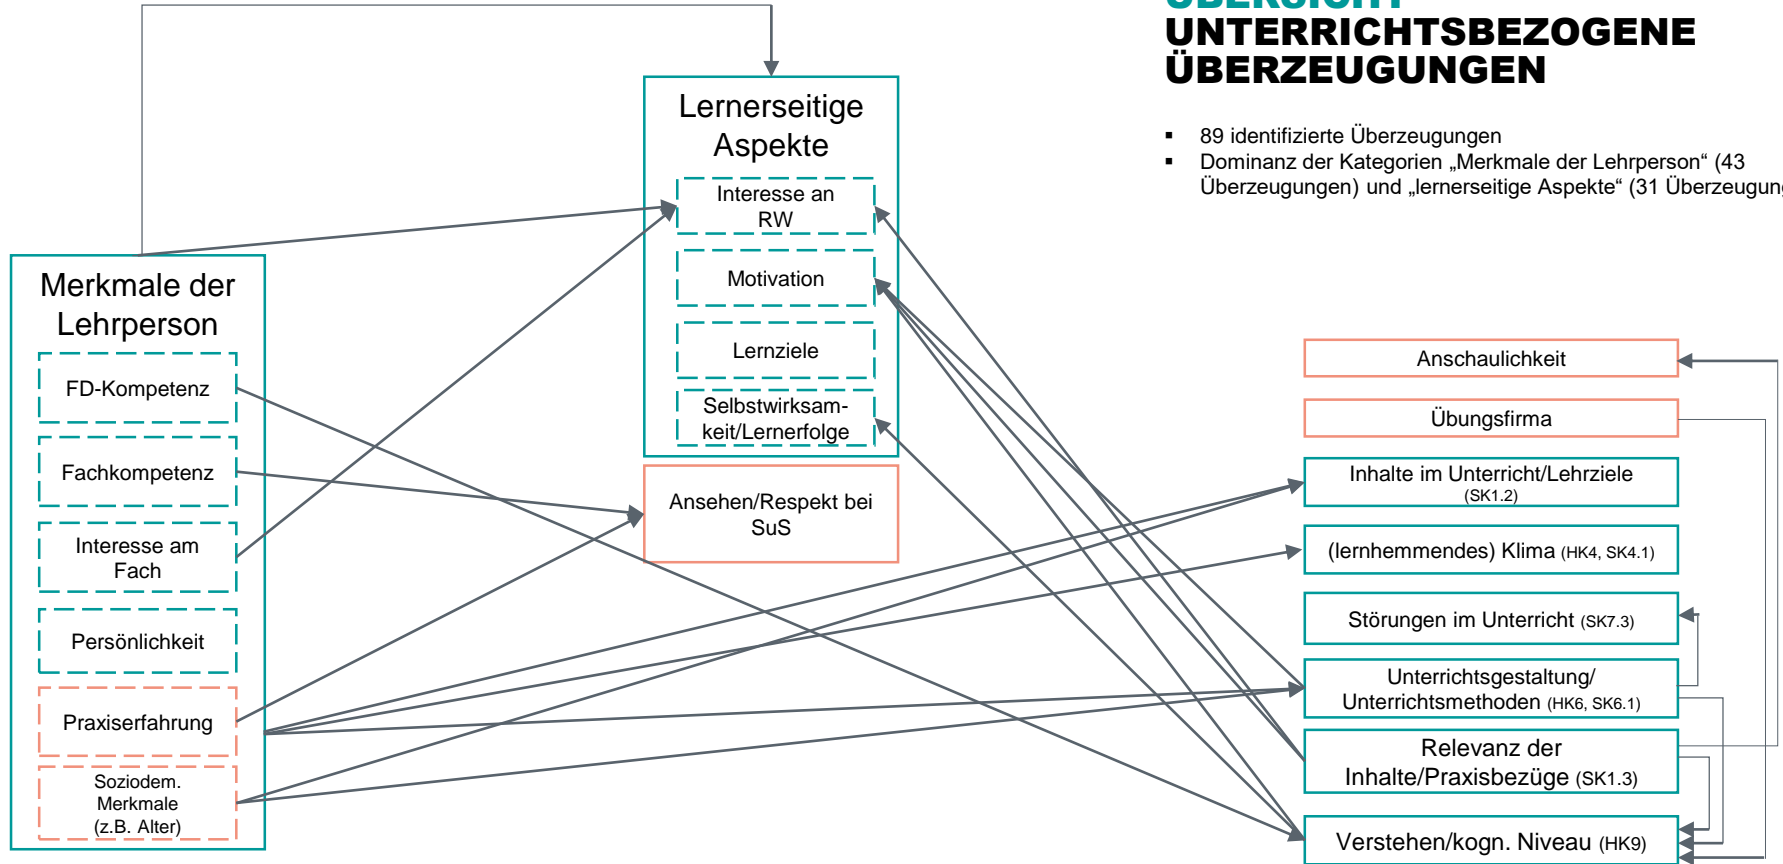 ÜBERSICHT
UNTERRICHTSBEZOGENE
ÜBERZEUGUNGEN
▪ 89 identifizierte Überzeugungen
▪ Dominanz der Kategorien „Merkmale der Lehrperson“ (43
Überzeugungen) und „lernerseitige Aspekte“ (31
Lernerseitige
Aspekte
Interesse an
RW
Motivation
Lernziele
Selbstwirksam-
keit/Lernerfolge
Ansehen/Respekt bei
SuS
Merkmale der
Lehrperson
FD-Kompetenz
Fachkompetenz
Interesse am
Fach
Persönlichkeit
Praxiserfahrung
Soziodem.
Merkmale
(z.B. Alter)
Anschaulichkeit
Übungsfirma
Inhalte im Unterricht/Lehrziele
(SK1.2)
(lernhemmendes) Klima (HK4, SK4.1)
Störungen im Unterricht (SK7.3)
Unterrichtsgestaltung/
Unterrichtsmethoden (HK6, SK6.1)
Relevanz der
Inhalte/Praxisbezüge (SK1.3)
Verstehen/kogn. Niveau (HK9)